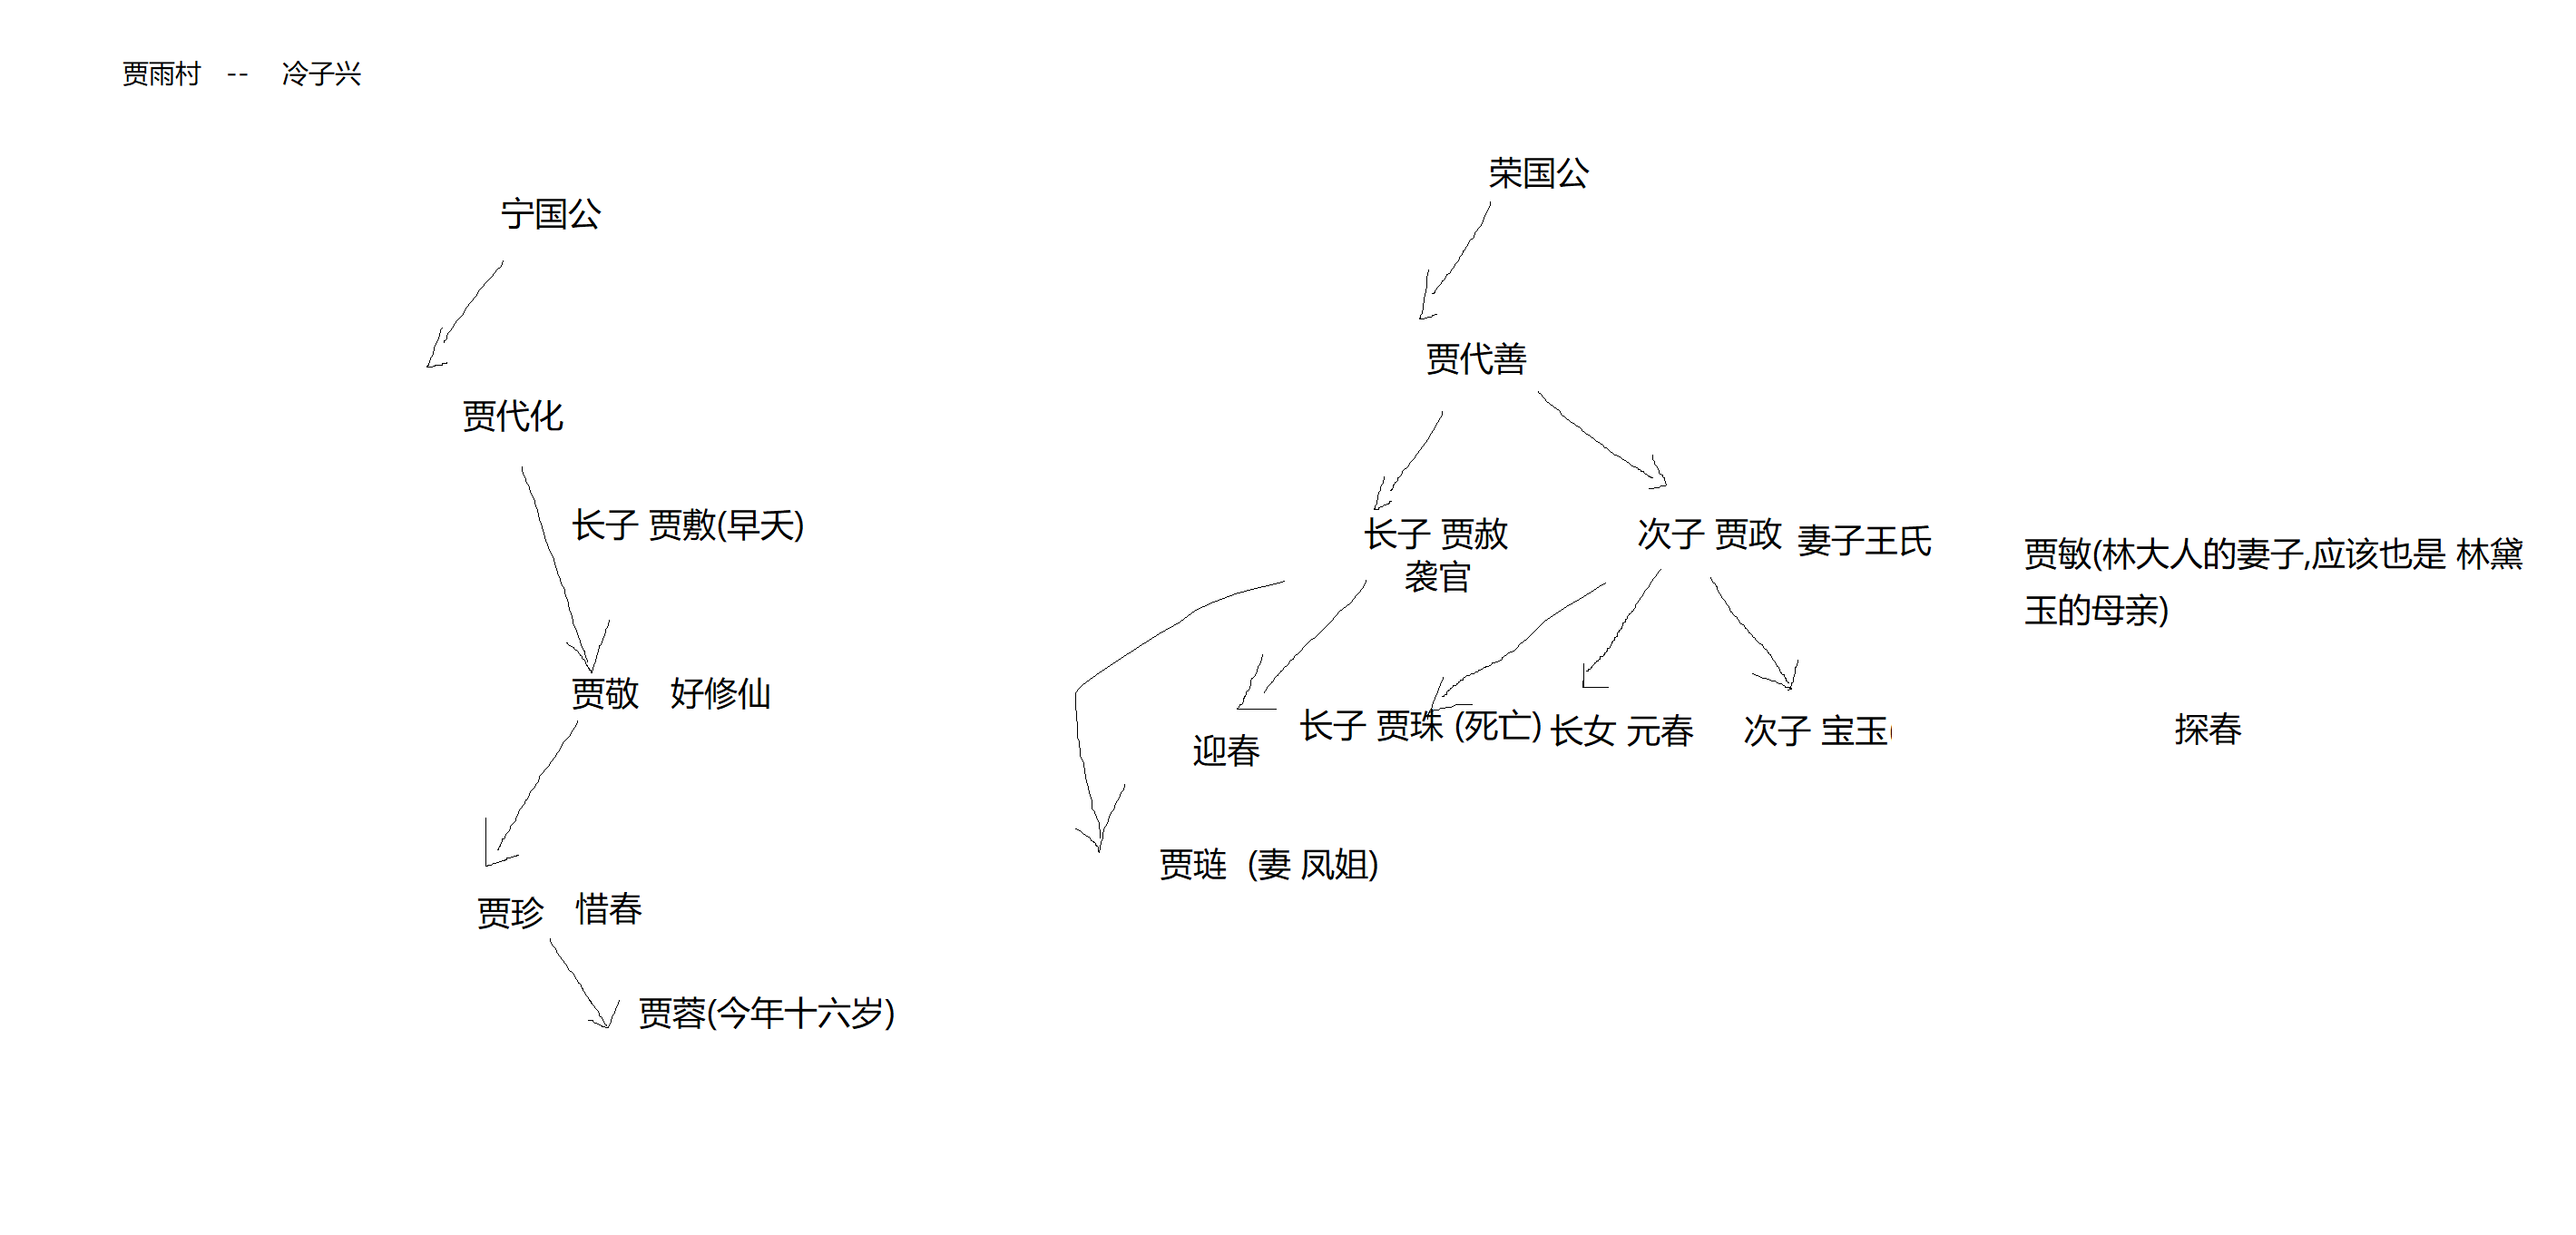 贾雨村 -- 冷子兴
荣国公
宁国公
贾代善
贾代化
长子 贾敷(早夭)
长子 贾赦
袭官
次子 贾政 妻子王氏
贾敏(林大人的妻子,应该也是 林黛
玉的母亲)
贾敬 好修仙
迎春
长子 贾珠 (死亡)
长女 元春
次子 宝玉(
探春
贾琏 (妻 凤姐)
贾珍 惜春
贾蓉(今年十六岁)